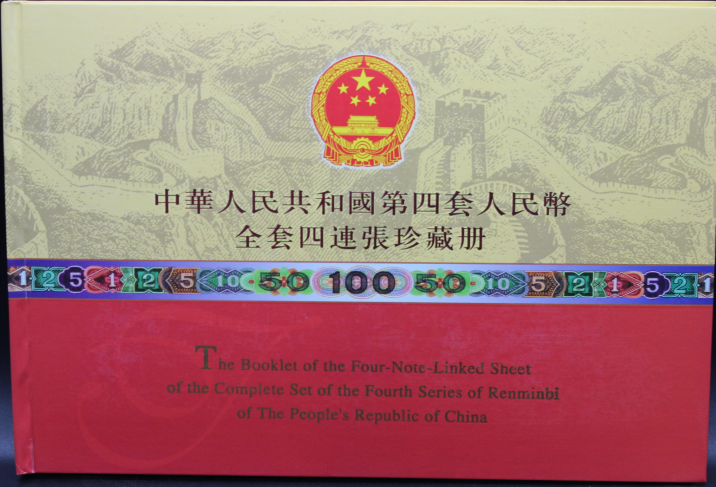 中華人民共和國第四套人民幣
全套四連張珍藏册
1 2 5 1 2 5 10 50 100 50 10 5 2 1 5 2 1
The Booklet of the Four-Note-Linked Sheet
of the Complete Set of the Fourth Series of Renminbi
of The People's Republic of China